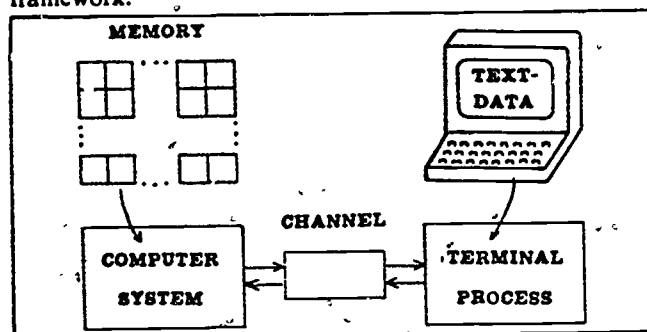 framework.
MEMORY
TEXT-
DATA
CHANNEL
COMPUTER
SYSTEM
TERMINAL
PROCESS